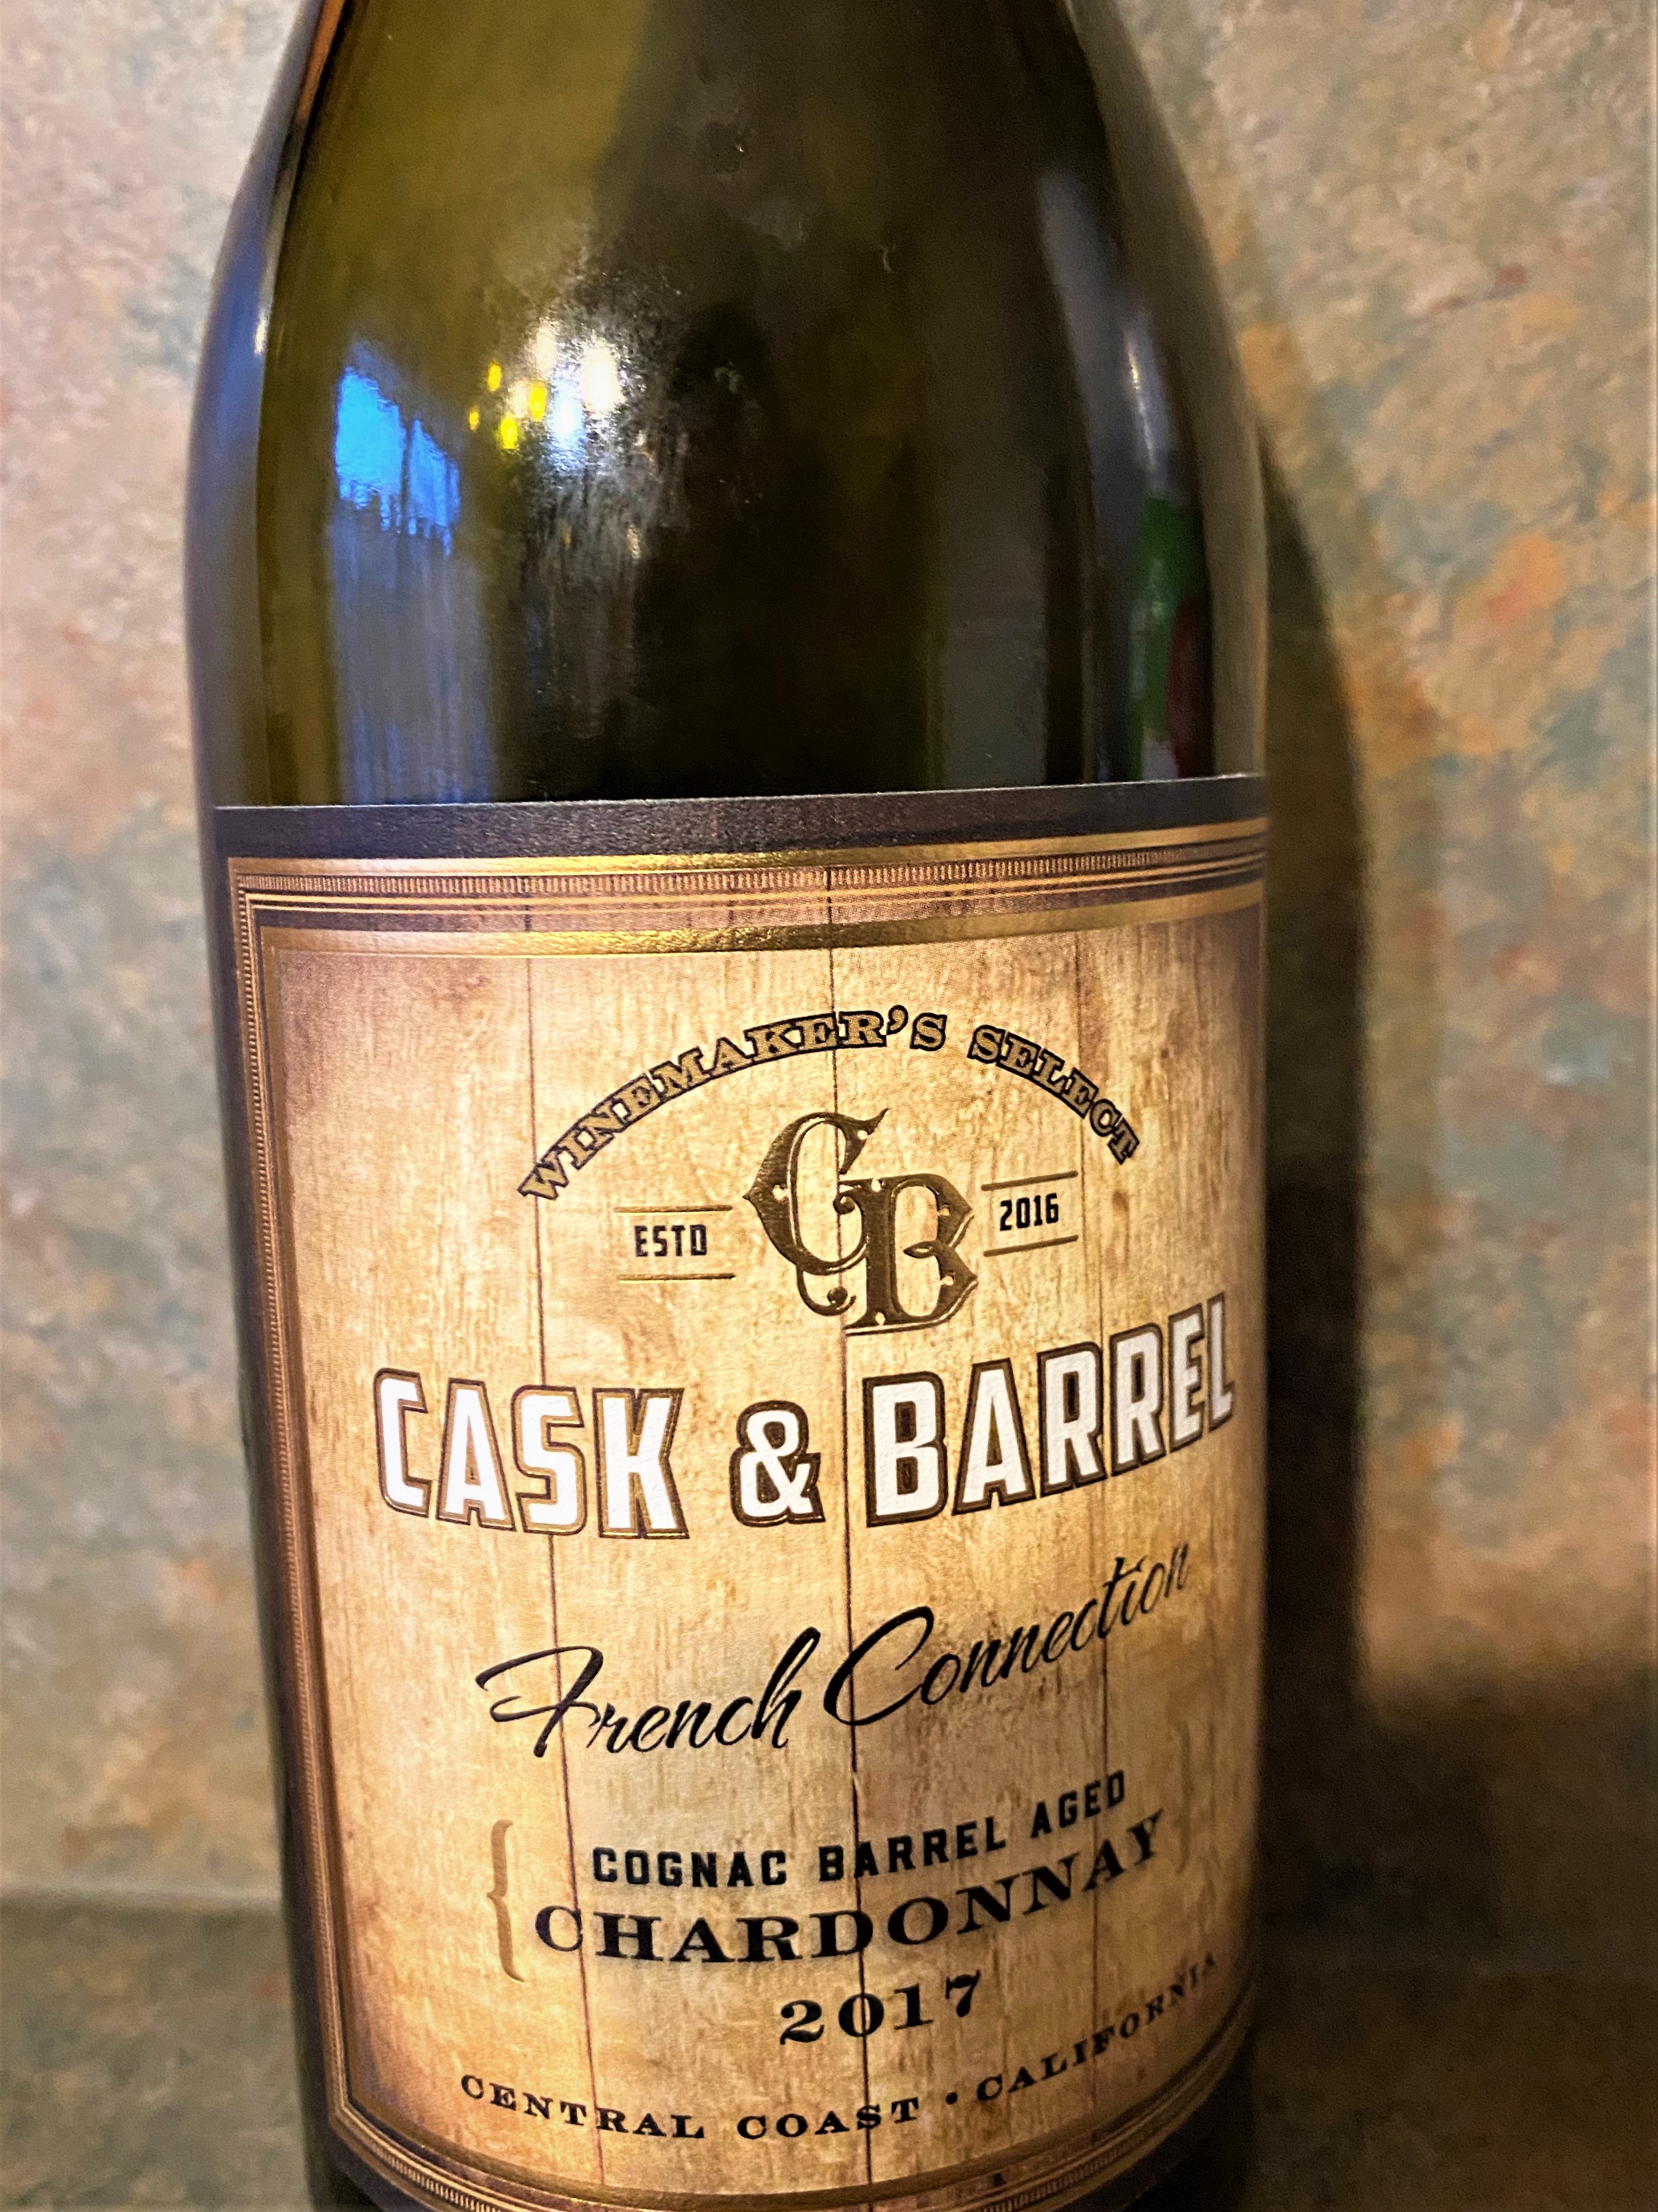 WINEMAKER'S SELECT
ESTD CB 2016
CASK & BARREL
French Connection
COGNAC BARREL AGED
CHARDONNAY
2017
CENTRAL COAST • CALIFORNIA